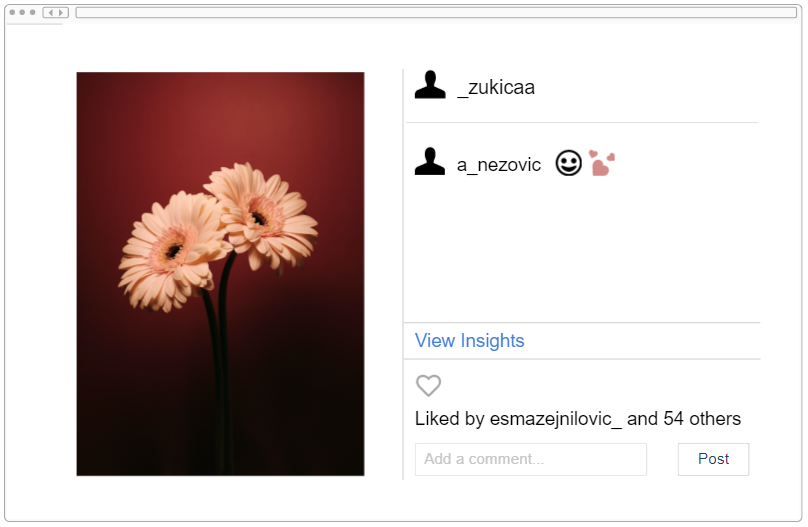 _zukicaa
a_nezovic
View Insights
Liked by esmazejnilovic_ and 54 others
Add a comment...
Post